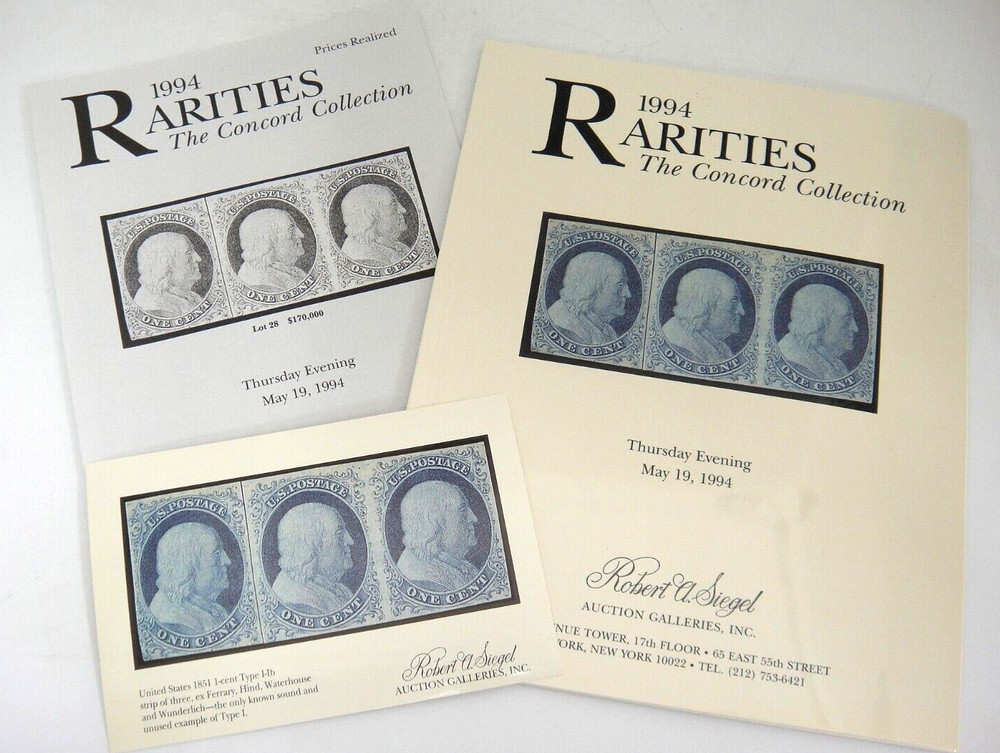 Prices Realized
1994
RARITIES
The Concord Collection
U.S. POSTAGE U.S. POSTAGE U.S. POSTAGE
ONE CENT ONE CENT ONE CENT
Lot 28 $170,000
Thursday Evening
May 19, 1994
1994
RARITIES
The Concord Collection
U.S. POSTAGE U.S. POSTAGE U.S. POSTAGE
ONE CENT ONE CENT ONE CENT
Thursday Evening
May 19, 1994
Robert A. Siegel
AUCTION GALLERIES, INC.
TOWER, 17th FLOOR • 65 EAST 55th STREET
NEW YORK 10022 • TEL. (212) 753-6421
U.S. POSTAGE U.S. POSTAGE U.S. POSTAGE
ONE CENT ONE CENT ONE CENT
United States 1851 1-cent Type I-Ib
strip of three, ex Ferrary, Hind, Waterhouse
and Wunderlich—the only known sound and
unused example of Type I.
Robert A. Siegel
AUCTION GALLERIES, INC.